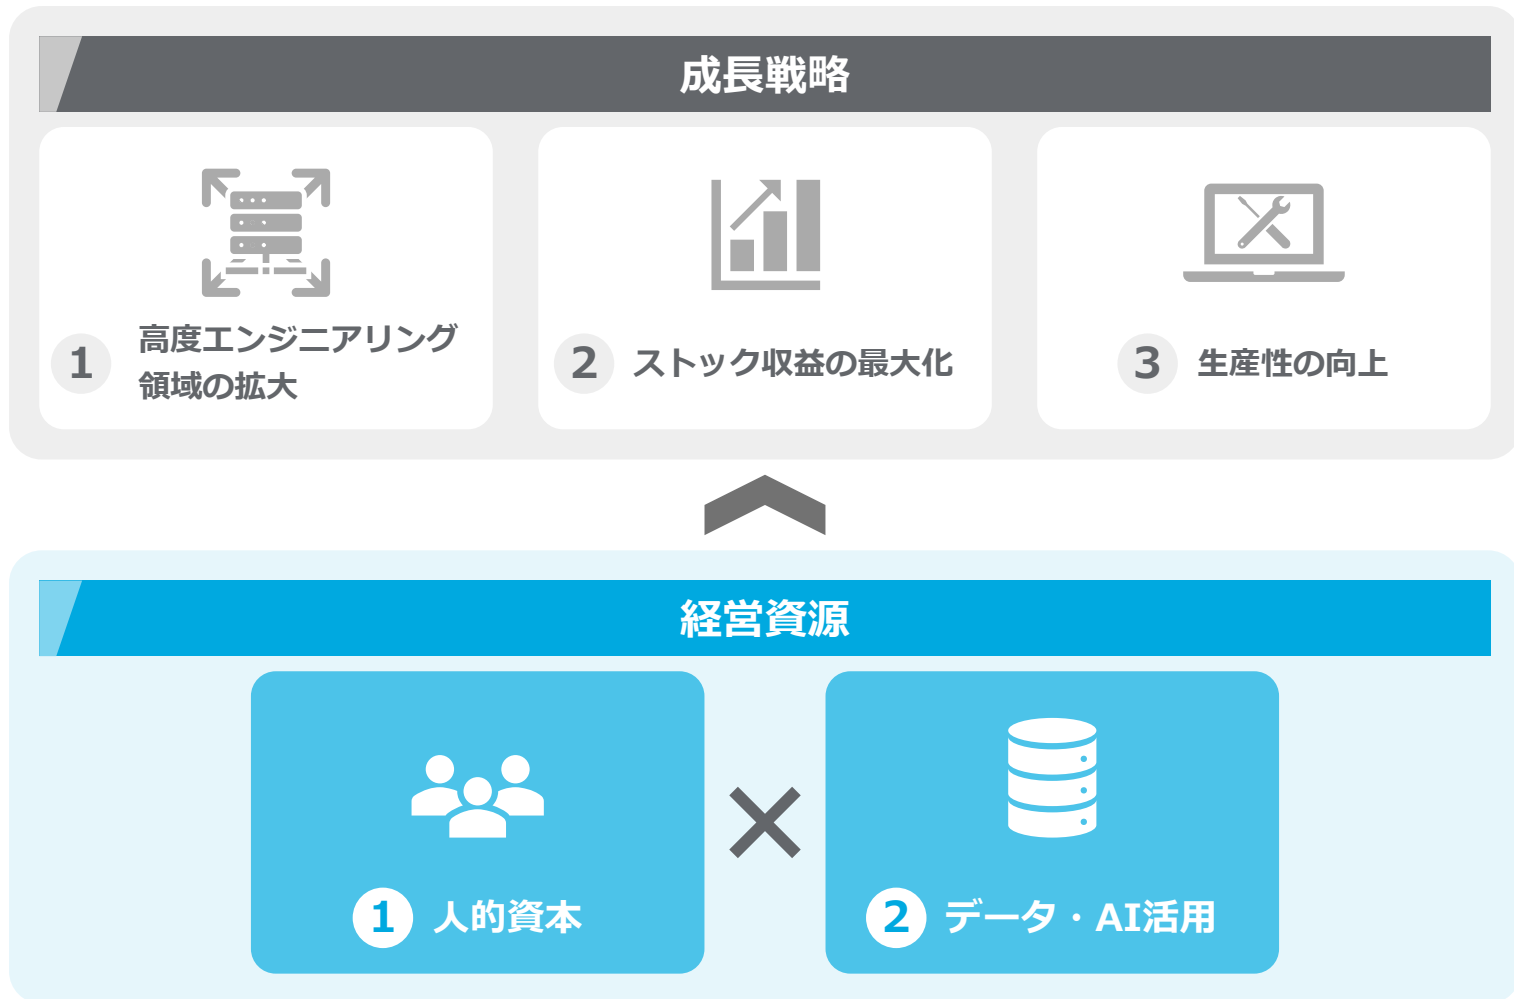 成長戦略
1 高度エンジニアリング
領域の拡大
2 ストック収益の最大化
3 生産性の向上
経営資源
1 人的資本
2 データ・AI活用